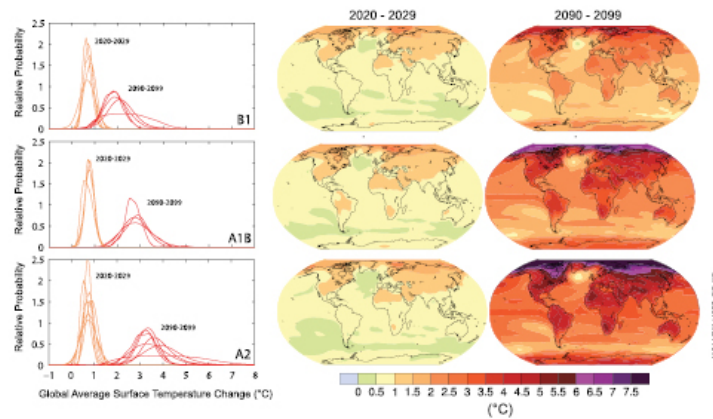 2020 - 2029
2090 - 2099
2.5
2
1.5
1
0.5
0
Relative Probability
2020-2029
2090-2099
B1
2.5
2
1.5
1
0.5
0
Relative Probability
2020-2029
2090-2099
A1B
2.5
2
1.5
1
0.5
0
Relative Probability
2020-2029
2090-2099
A2
-1 0 1 2 3 4 5 6 7 8
Global Average Surface Temperature Change (°C)
0 0.5 1 1.5 2 2.5 3 3.5 4 4.5 5 5.5 6 6.5 7 7.5
(°C)